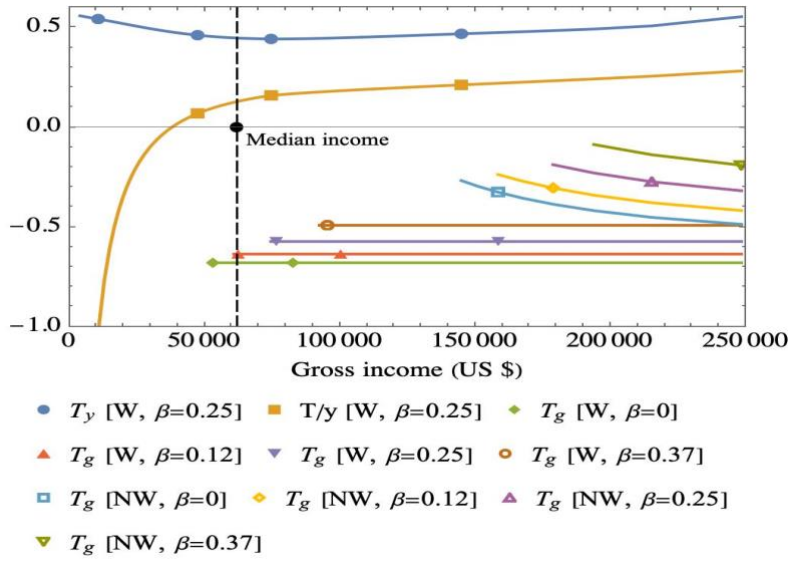 0.5
0.0
Median income
−0.5
−1.0
0 50 000 100 000 150 000 200 000 250 000
Gross income (US $)
T_y [W, β=0.25] T/y [W, β=0.25] T_g [W, β=0]
T_g [W, β=0.12] T_g [W, β=0.25] T_g [W, β=0.37]
T_g [NW, β=0] T_g [NW, β=0.12] T_g [NW, β=0.25]
T_g [NW, β=0.37]